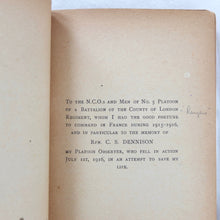 To the N.C.O.s and Men of No. 5 Platoon
of a Battalion of the County of London
Regiment, whom I had the good fortune
to command in France during 1915-1916,
and in particular to the memory of
Rfn. C. S. DENNISON
my Platoon Observer, who fell in action
July 1st, 1916, in an attempt to save my
life.